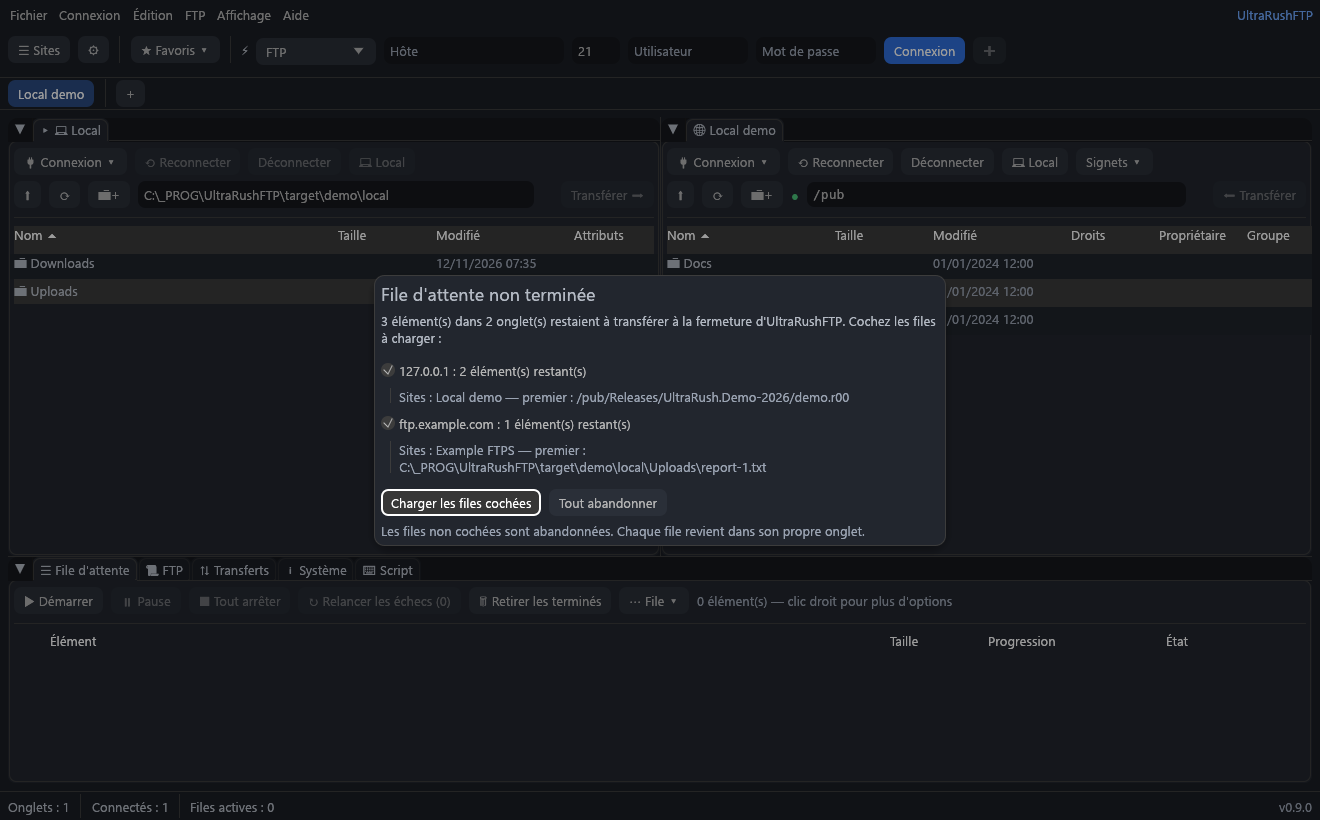 Fichier Connexion Édition FTP Affichage Aide UltraRushFTP
Sites Favoris FTP Hôte 21 Utilisateur Mot de passe Connexion +
Local demo +
Local Local demo
Connexion Reconnecter Déconnecter Local Connexion Reconnecter Déconnecter Local Signets
C:\_PROG\UltraRushFTP\target\demo\local Transférer /pub Transférer
Nom Taille Modifié Attributs Nom Taille Modifié Droits Propriétaire Groupe
Downloads 12/11/2026 07:35 Docs 01/01/2024 12:00
Uploads /01/2024 12:00
/01/2024 12:00
File d'attente non terminée
3 élément(s) dans 2 onglet(s) restaient à transférer à la fermeture d'UltraRushFTP. Cochez les files
à charger :
127.0.0.1 : 2 élément(s) restant(s)
Sites : Local demo — premier : /pub/Releases/UltraRush.Demo-2026/demo.r00
ftp.example.com : 1 élément(s) restant(s)
Sites : Example FTPS — premier :
C:\_PROG\UltraRushFTP\target\demo\local\Uploads\report-1.txt
Charger les files cochées Tout abandonner
Les files non cochées sont abandonnées. Chaque file revient dans son propre onglet.
File d'attente FTP Transferts Système Script
Démarrer Pause Tout arrêter Relancer les échecs (0) Retirer les terminés ··· File 0 élément(s) — clic droit pour plus d'options
Élément Taille Progression État
Onglets : 1 Connectés : 1 Files actives : 0 v0.9.0